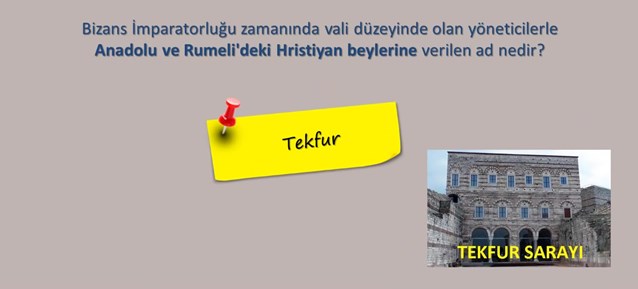 Bizans İmparatorluğu zamanında vali düzeyinde olan yöneticilerle
Anadolu ve Rumeli'deki Hristiyan beylerine verilen ad nedir?
Tekfur
TEKFUR SARAYI